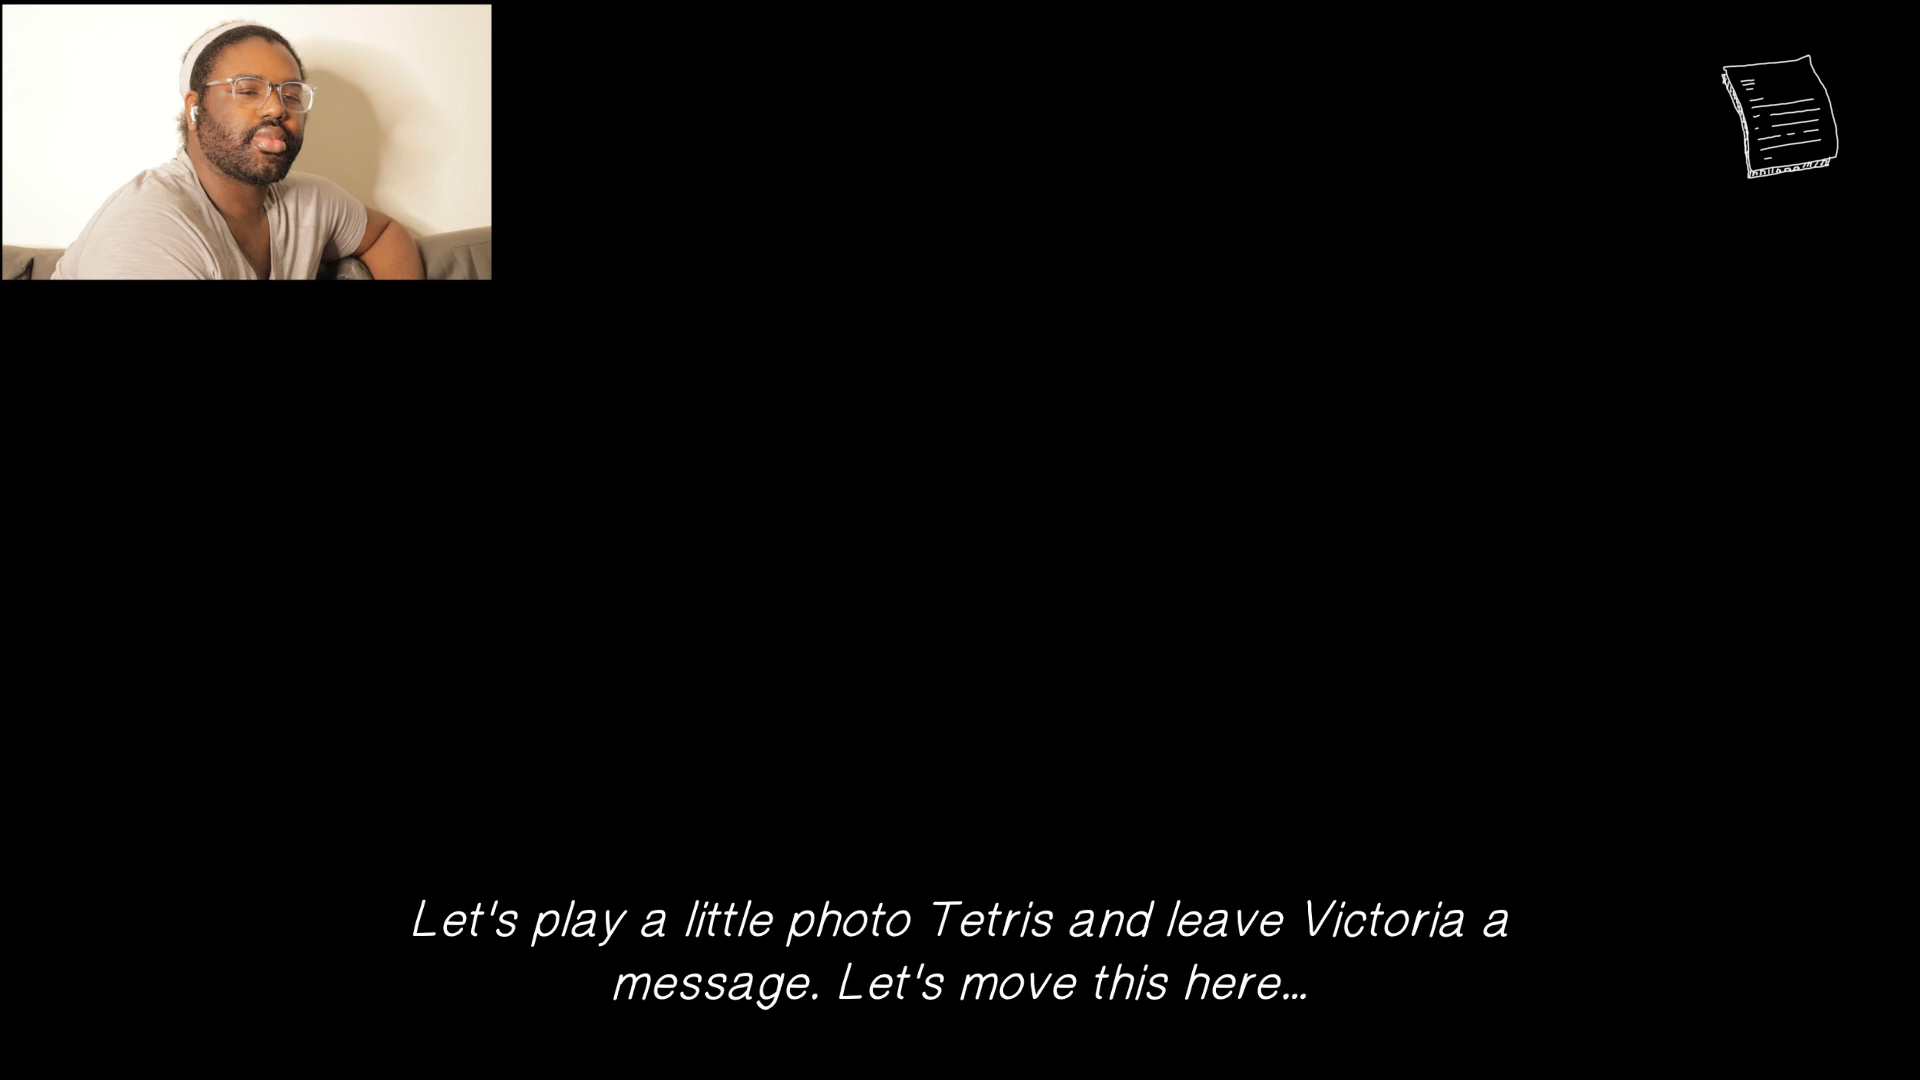 Let's play a little photo Tetris and leave Victoria a
message. Let's move this here...